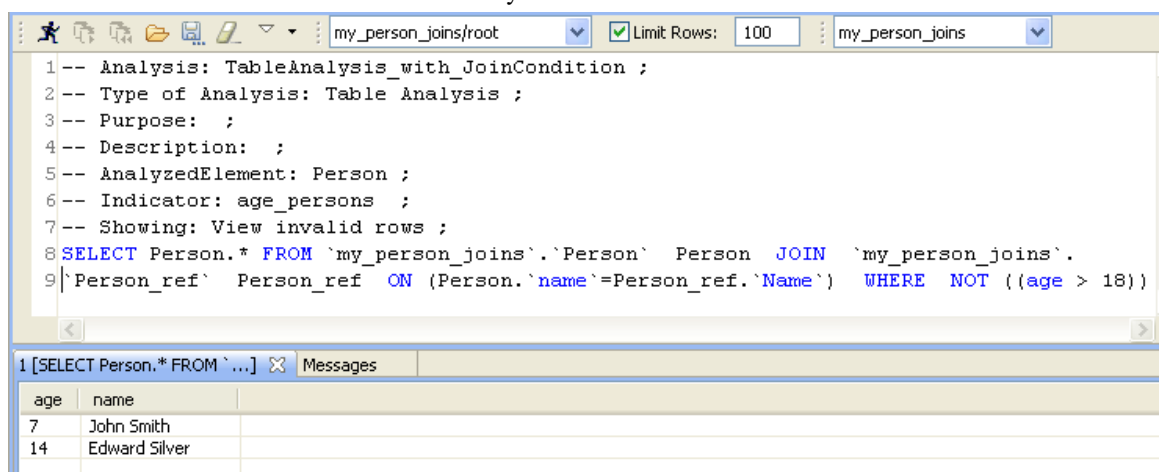 my_person_joins/root Limit Rows: 100 my_person_joins
1 -- Analysis: TableAnalysis_with_JoinCondition ;
2 -- Type of Analysis: Table Analysis ;
3 -- Purpose:  ;
4 -- Description:  ;
5 -- AnalyzedElement: Person ;
6 -- Indicator: age_persons  ;
7 -- Showing: View invalid rows ;
8 SELECT Person.* FROM `my_person_joins`.`Person`  Person  JOIN  `my_person_joins`.
9 `Person_ref`  Person_ref  ON (Person.`name`=Person_ref.`Name`)  WHERE  NOT ((age > 18))
1 [SELECT Person.* FROM `...] Messages
age name
7 John Smith
14 Edward Silver